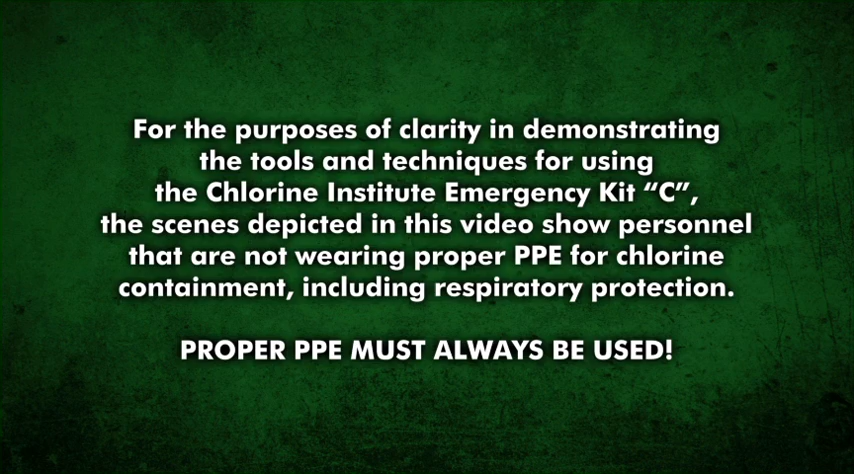 For the purposes of clarity in demonstrating
the tools and techniques for using
the Chlorine Institute Emergency Kit “C”,
the scenes depicted in this video show personnel
that are not wearing proper PPE for chlorine
containment, including respiratory protection.
PROPER PPE MUST ALWAYS BE USED!